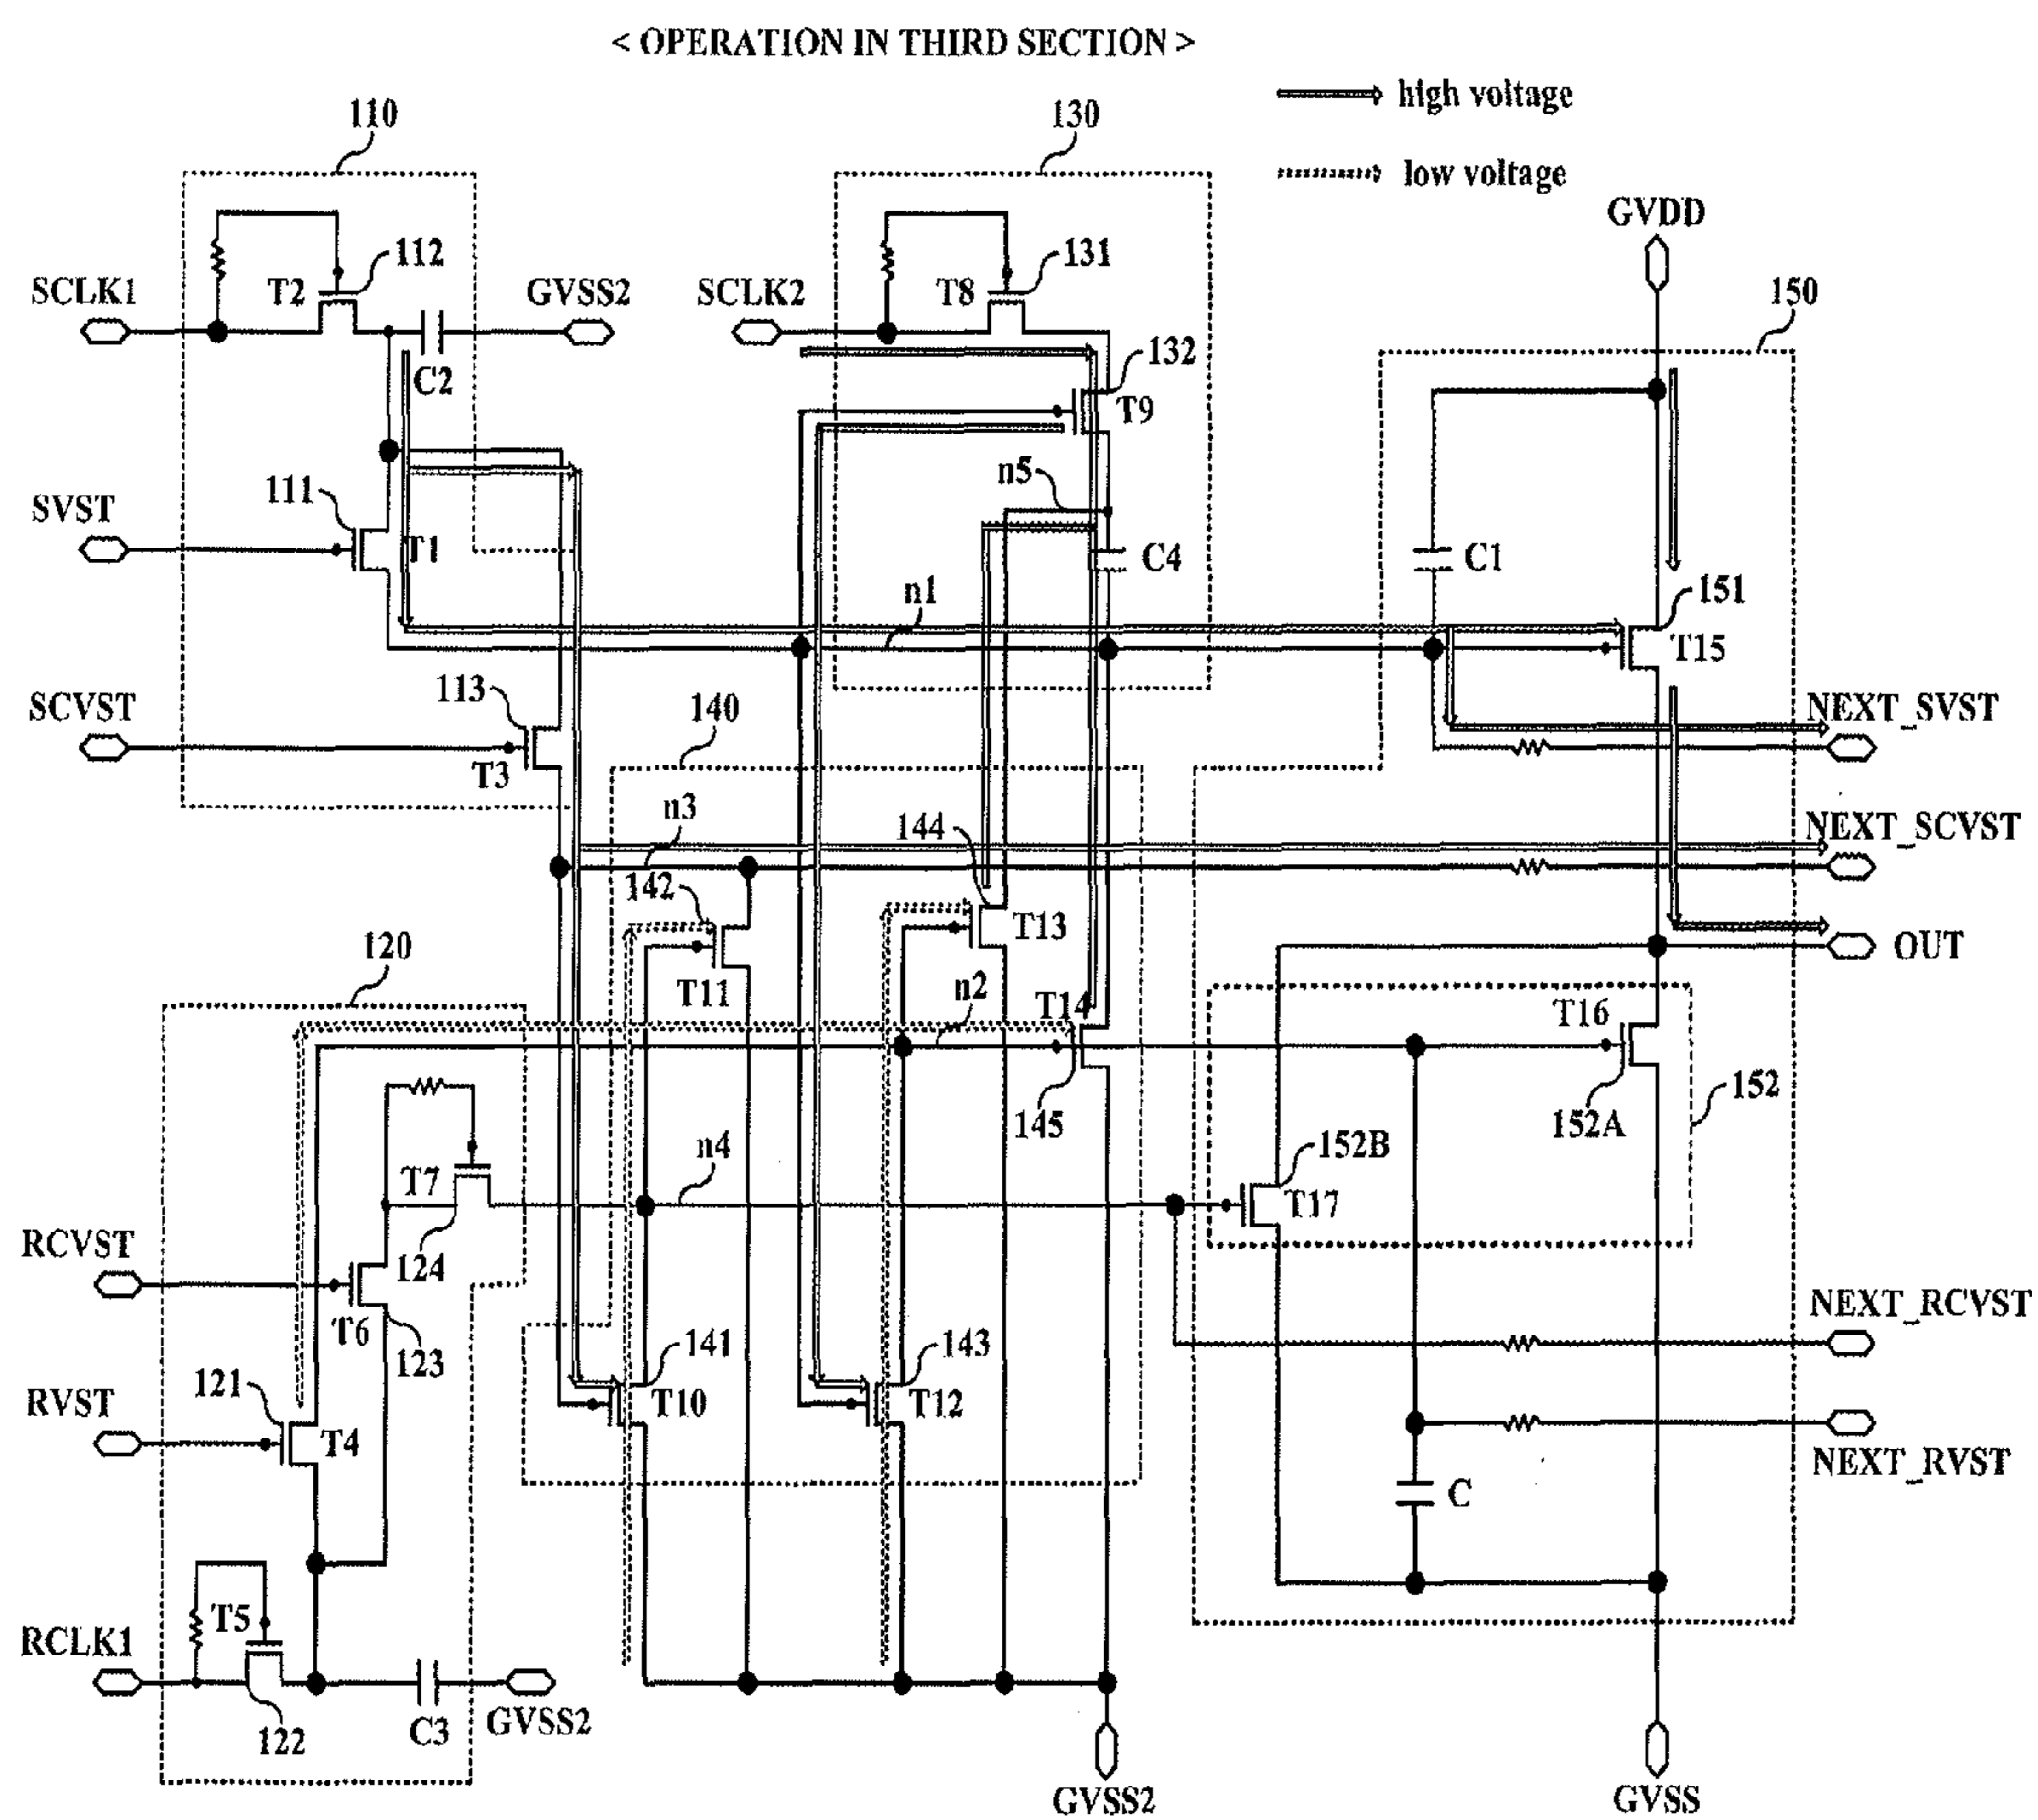 < OPERATION IN THIRD SECTION >
high voltage
low voltage
110
130
GVDD
150
SCLK1
T2
112
GVSS2
C2
SCLK2
T8
131
132
T9
n5
C4
C1
151
T15
SVST
111
T1
n1
SCVST
113
T3
140
NEXT_SVST
n3
144
NEXT_SCVST
142
T13
T11
OUT
120
n2
T14
T16
145
152A
152
T7
n4
152B
T17
RCVST
124
T6
123
NEXT_RCVST
RVST
121
T4
141
T10
143
T12
NEXT_RVST
C
RCLK1
T5
122
C3
GVSS2
GVSS2
GVSS